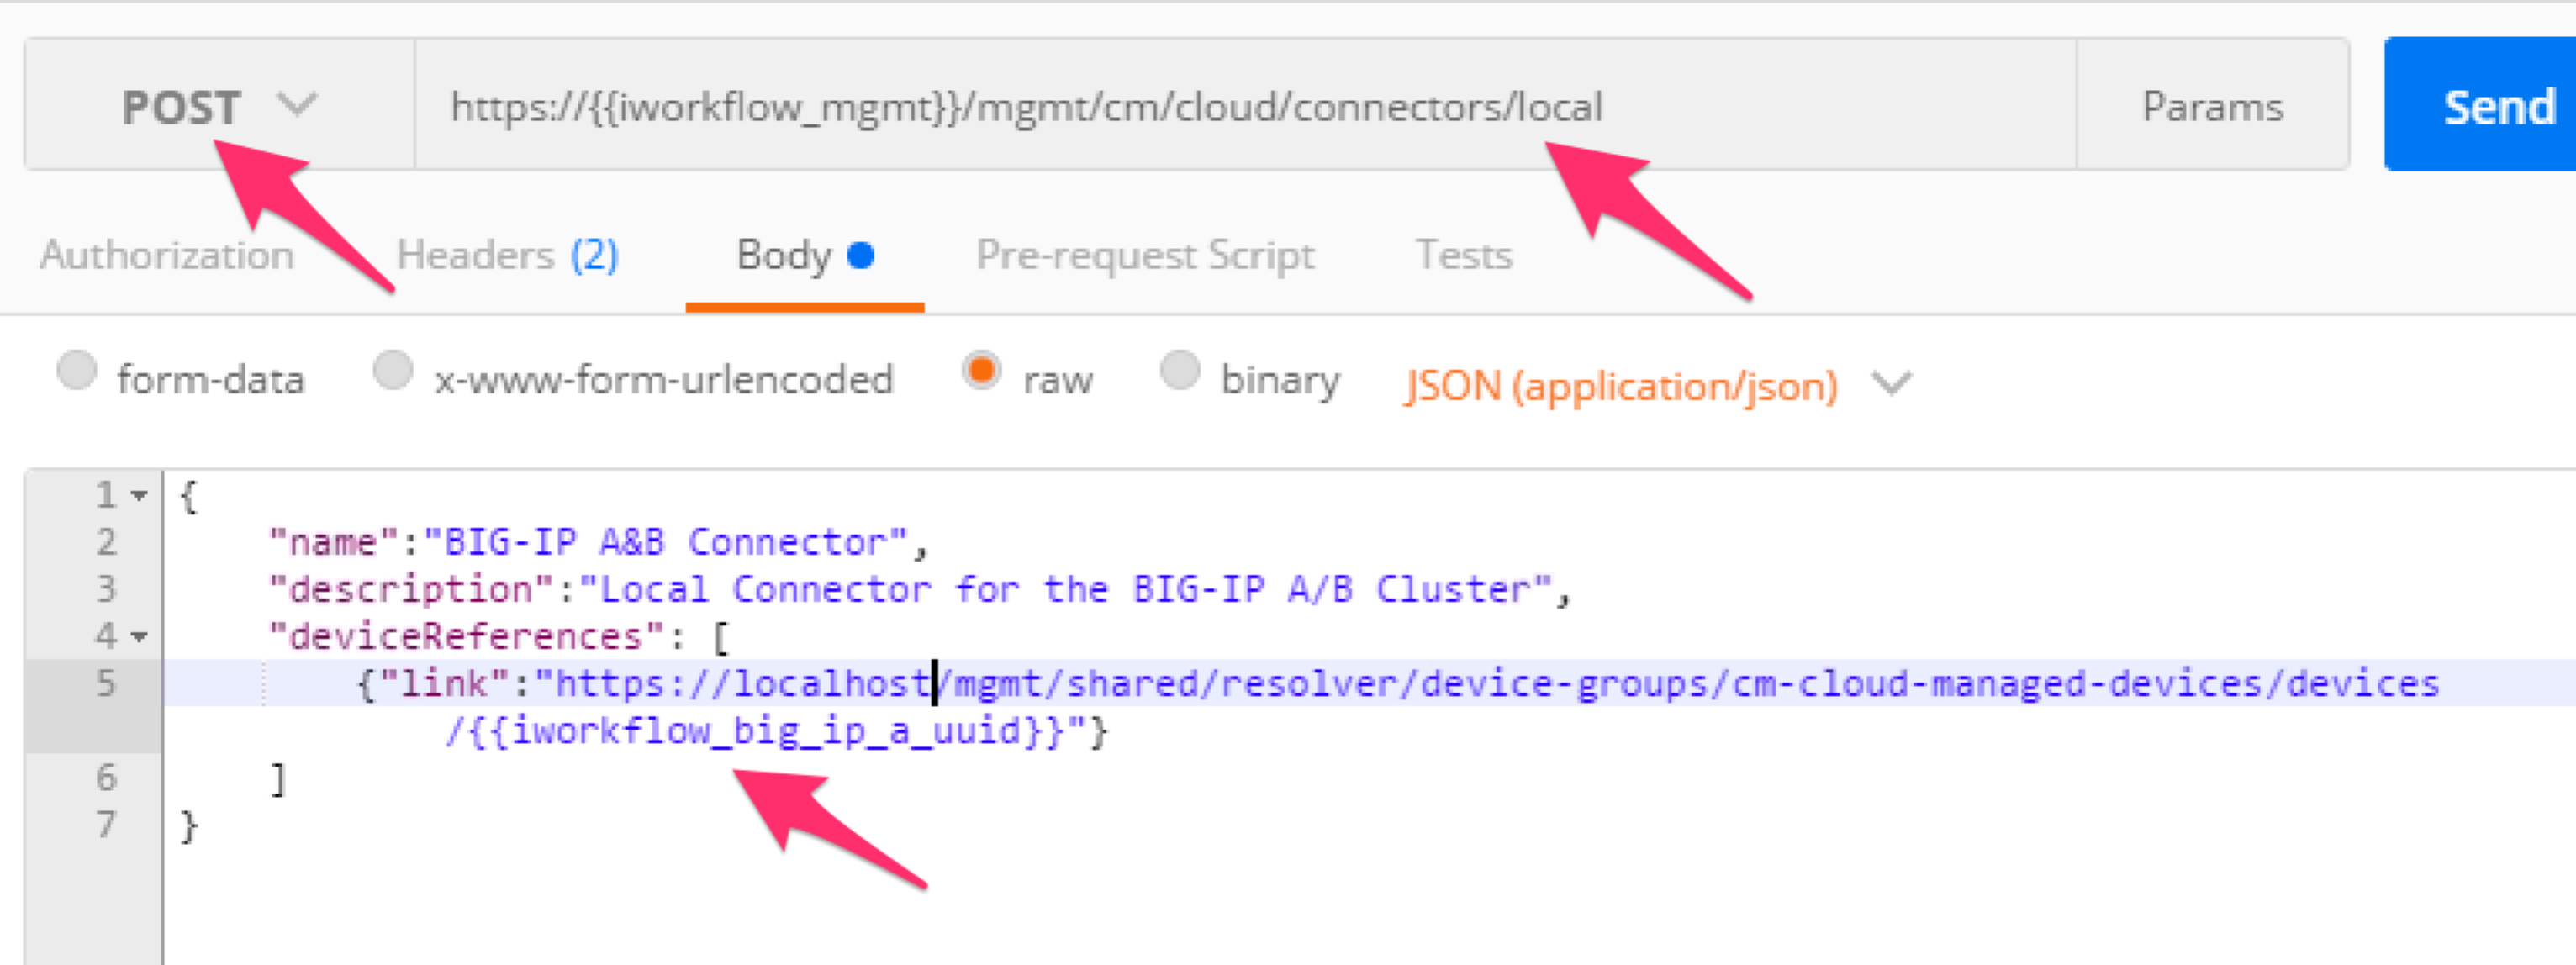 POST https://{{iworkflow_mgmt}}/mgmt/cm/cloud/connectors/local Params Send
Authorization Headers (2) Body Pre-request Script Tests
form-data x-www-form-urlencoded raw binary JSON (application/json)
1 {
2 "name":"BIG-IP A&B Connector",
3 "description":"Local Connector for the BIG-IP A/B Cluster",
4 "deviceReferences": [
5 {"link":"https://localhost/mgmt/shared/resolver/device-groups/cm-cloud-managed-devices/devices
/{{iworkflow_big_ip_a_uuid}}"}
6 ]
7 }